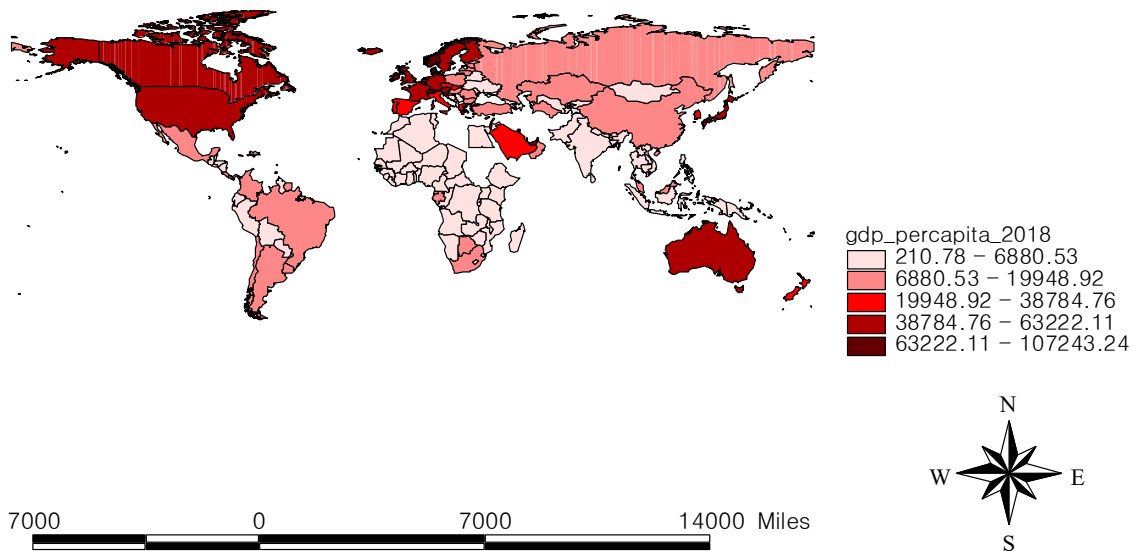 gdp_percapita_2018
210.78 - 6880.53
6880.53 - 19948.92
19948.92 - 38784.76
38784.76 - 63222.11
63222.11 - 107243.24
N
W E
S
7000 0 7000 14000 Miles